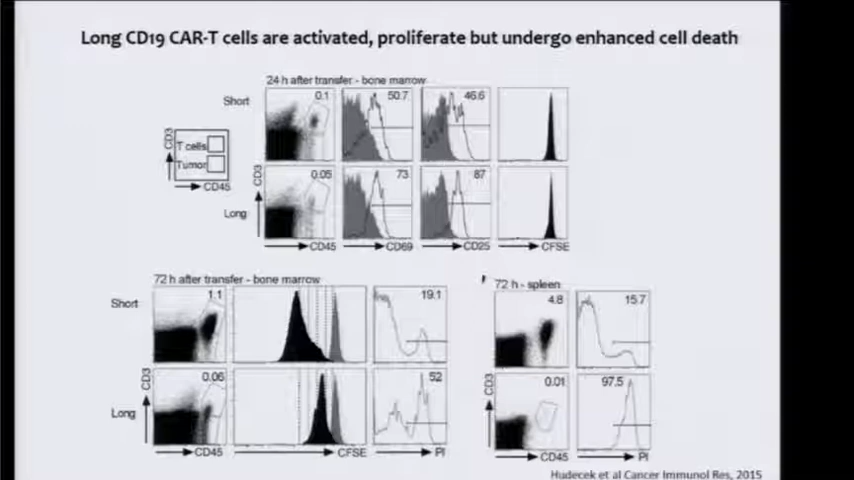 Long CD19 CAR-T cells are activated, proliferate but undergo enhanced cell death
24 h after transfer - bone marrow
Short
0.1
50.7
46.6
CD3
T cells
Tumor
CD45
CD3
0.05
73
87
Long
CD45
CD69
CD25
CFSE
72 h after transfer - bone marrow
Short
1.1
19.1
CD3
0.06
52
Long
CD45
CFSE
PI
72 h - spleen
4.8
15.7
CD3
0.01
97.5
CD45
PI
Hudecek et al Cancer Immunol Res, 2015